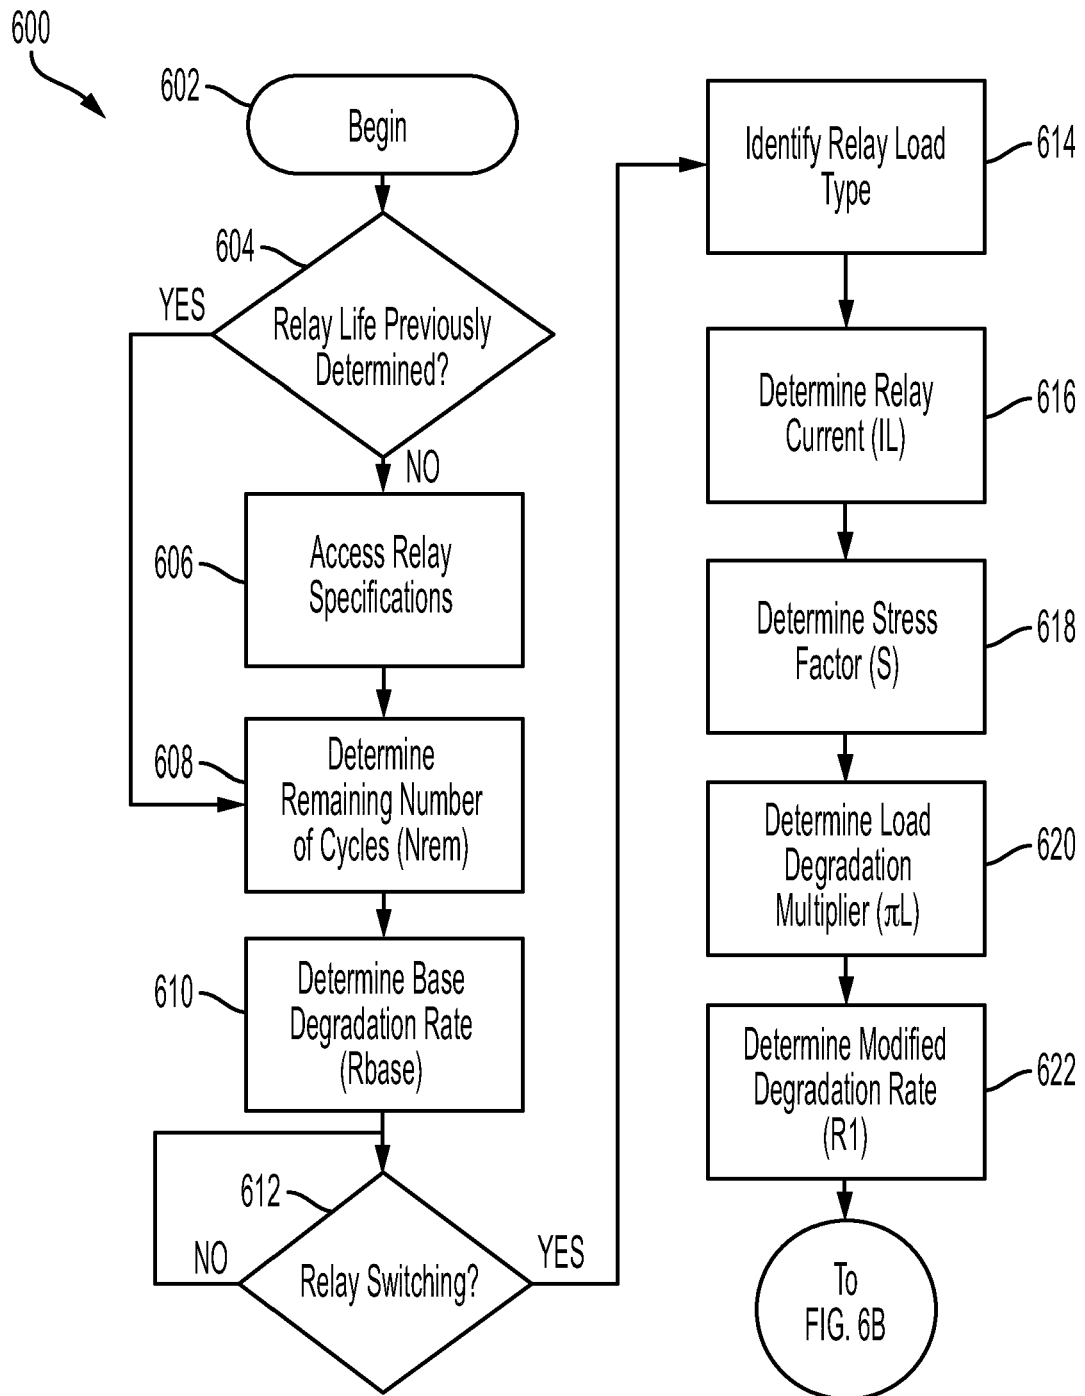 600
602
Begin
604
YES
Relay Life Previously
Determined?
NO
606
Access Relay
Specifications
608
Determine
Remaining Number
of Cycles (Nrem)
610
Determine Base
Degradation Rate
(Rbase)
612
NO
Relay Switching?
YES
Identify Relay Load
Type
614
Determine Relay
Current (IL)
616
Determine Stress
Factor (S)
618
Determine Load
Degradation
Multiplier (πL)
620
Determine Modified
Degradation Rate
(R1)
622
To
FIG. 6B